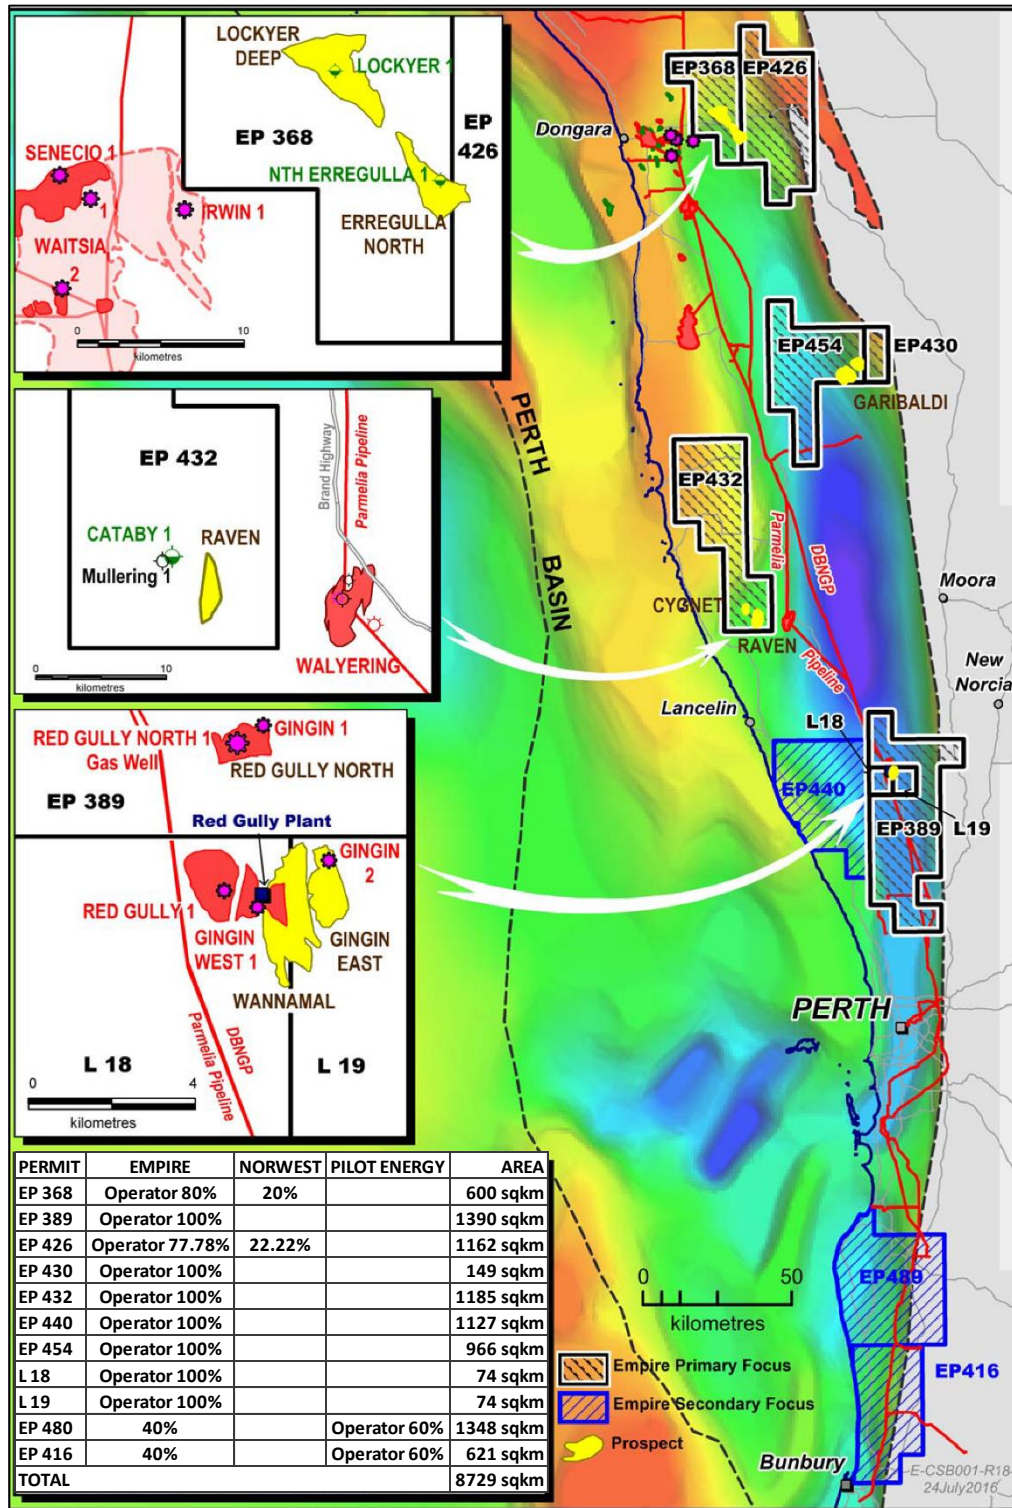 LOCKYER
DEEP
LOCKYER 1
EP 368
EP
426
SENECIO 1
NTH ERREGULLA 1
1
IRWIN 1
WAITSIA
2
ERREGULLA
NORTH
0 10
kilometres
EP 432
Brand Highway
Parmelia Pipeline
CATABY 1
RAVEN
Mullering 1
WALYERING
0 10
kilometres
RED GULLY NORTH 1
Gas Well
GINGIN 1
RED GULLY NORTH
EP 389
Red Gully Plant
GINGIN
2
RED GULLY 1
GINGIN
WEST 1
GINGIN
EAST
WANNAMAL
DBNGP
Parmelia Pipeline
L 18
L 19
0 4
kilometres
EP368
EP426
Dongara
EP454
EP430
GARIBALDI
PERTH
BASIN
EP432
Parmelia
DBNGP
Moora
CYGNET
RAVEN
Pipeline
New
Norcia
Lancelin
L18
EP440
EP389
L19
PERTH
EP489
EP416
Bunbury
0 50
kilometres
Empire Primary Focus
Empire Secondary Focus
Prospect
E-CSB001-R18
24July2016
PERMIT EMPIRE NORWEST PILOT ENERGY AREA
EP 368 Operator 80% 20% 600 sqkm
EP 389 Operator 100% 1390 sqkm
EP 426 Operator 77.78% 22.22% 1162 sqkm
EP 430 Operator 100% 149 sqkm
EP 432 Operator 100% 1185 sqkm
EP 440 Operator 100% 1127 sqkm
EP 454 Operator 100% 966 sqkm
L 18 Operator 100% 74 sqkm
L 19 Operator 100% 74 sqkm
EP 480 40% Operator 60% 1348 sqkm
EP 416 40% Operator 60% 621 sqkm
TOTAL 8729 sqkm